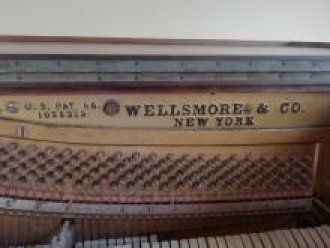 U.S. PAT. No.
WELLSMORE & CO.
NEW YORK